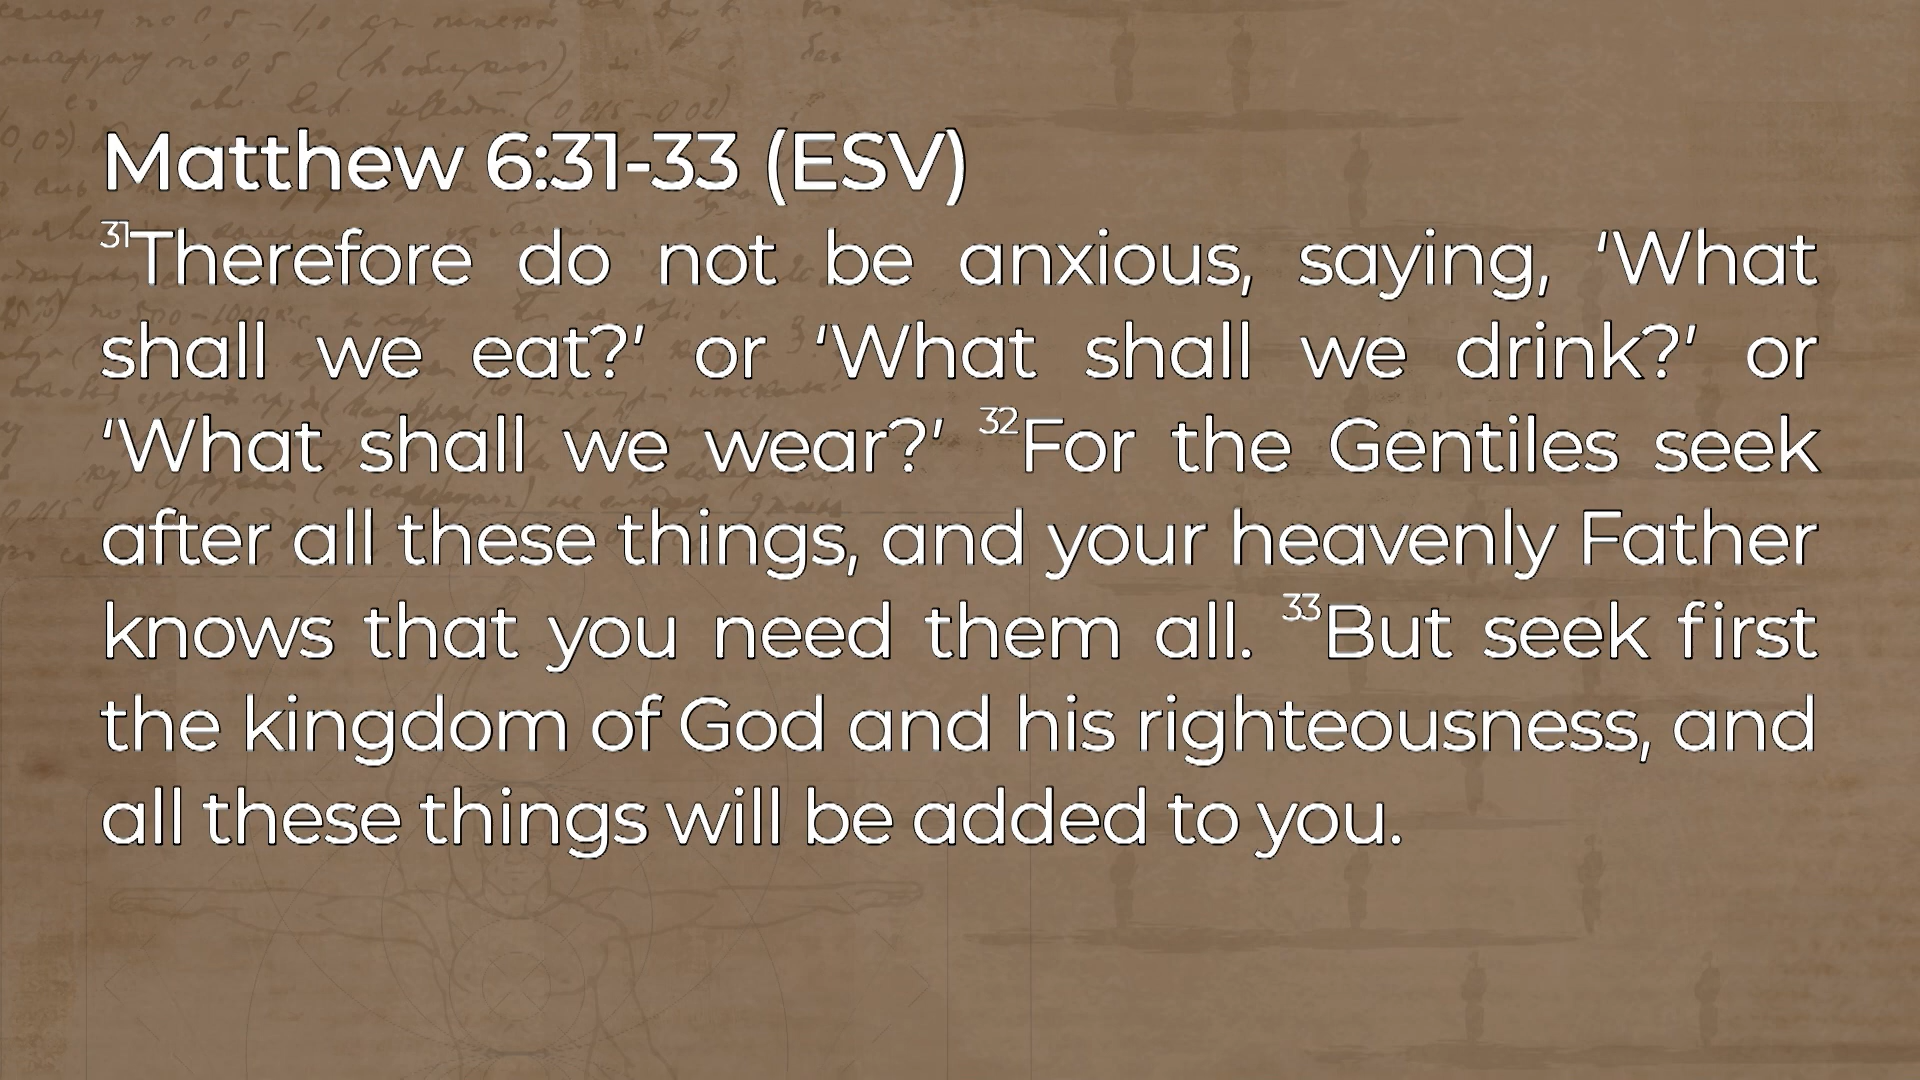 Matthew 6:31-33 (ESV)
31Therefore do not be anxious, saying, ‘What
shall we eat?’ or ‘What shall we drink?’ or
‘What shall we wear?’ 32For the Gentiles seek
after all these things, and your heavenly Father
knows that you need them all. 33But seek first
the kingdom of God and his righteousness, and
all these things will be added to you.